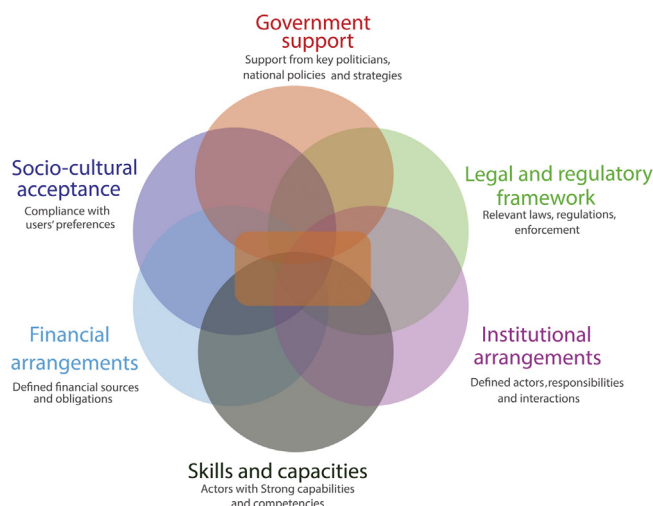 Government
support
Support from key politicians,
national policies and strategies
Socio-cultural
acceptance
Compliance with
users' preferences
Legal and regulatory
framework
Relevant laws, regulations,
enforcement
Financial
arrangements
Defined financial sources
and obligations
Institutional
arrangements
Defined actors,responsibilities
and interactions
Skills and capacities
Actors with Strong capabilities
and competencies